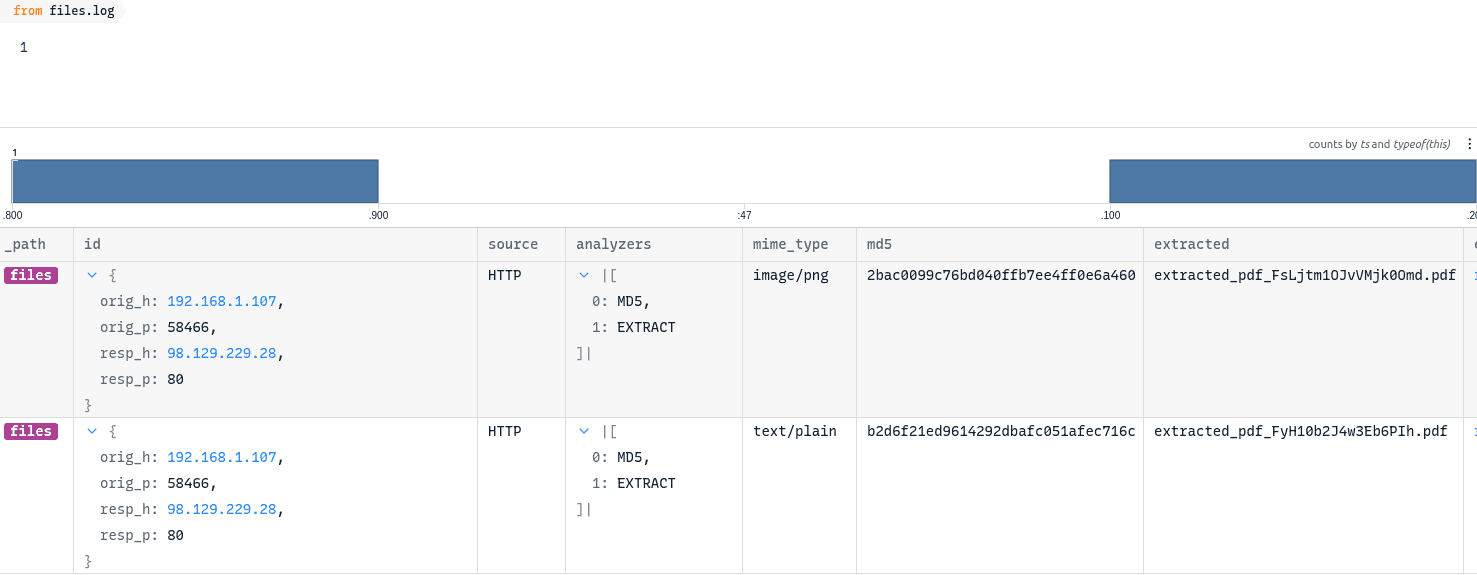 from files.log
1
counts by ts and typeof(this)
1
.800 .900 :47 .100 .20
_path id source analyzers mime_type md5 extracted
files { HTTP |[ image/png 2bac0099c76bd040ffb7ee4ff0e6a460 extracted_pdf_FsLjtm1OJvVMjk0Omd.pdf
orig_h: 192.168.1.107, 0: MD5,
orig_p: 58466, 1: EXTRACT
resp_h: 98.129.229.28, ]|
resp_p: 80
}
files { HTTP |[ text/plain b2d6f21ed9614292dbafc051afec716c extracted_pdf_FyH10b2J4w3Eb6PIh.pdf
orig_h: 192.168.1.107, 0: MD5,
orig_p: 58466, 1: EXTRACT
resp_h: 98.129.229.28, ]|
resp_p: 80
}